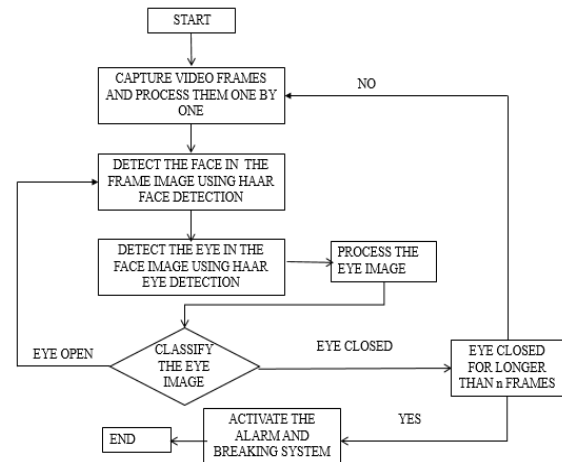 START
CAPTURE VIDEO FRAMES
AND PROCESS THEM ONE BY
ONE
NO
DETECT THE FACE IN THE
FRAME IMAGE USING HAAR
FACE DETECTION
DETECT THE EYE IN THE
FACE IMAGE USING HAAR
EYE DETECTION
PROCESS THE
EYE IMAGE
EYE OPEN
CLASSIFY
THE EYE
IMAGE
EYE CLOSED
EYE CLOSED
FOR LONGER
THAN n FRAMES
YES
ACTIVATE THE
ALARM AND
BREAKING SYSTEM
END